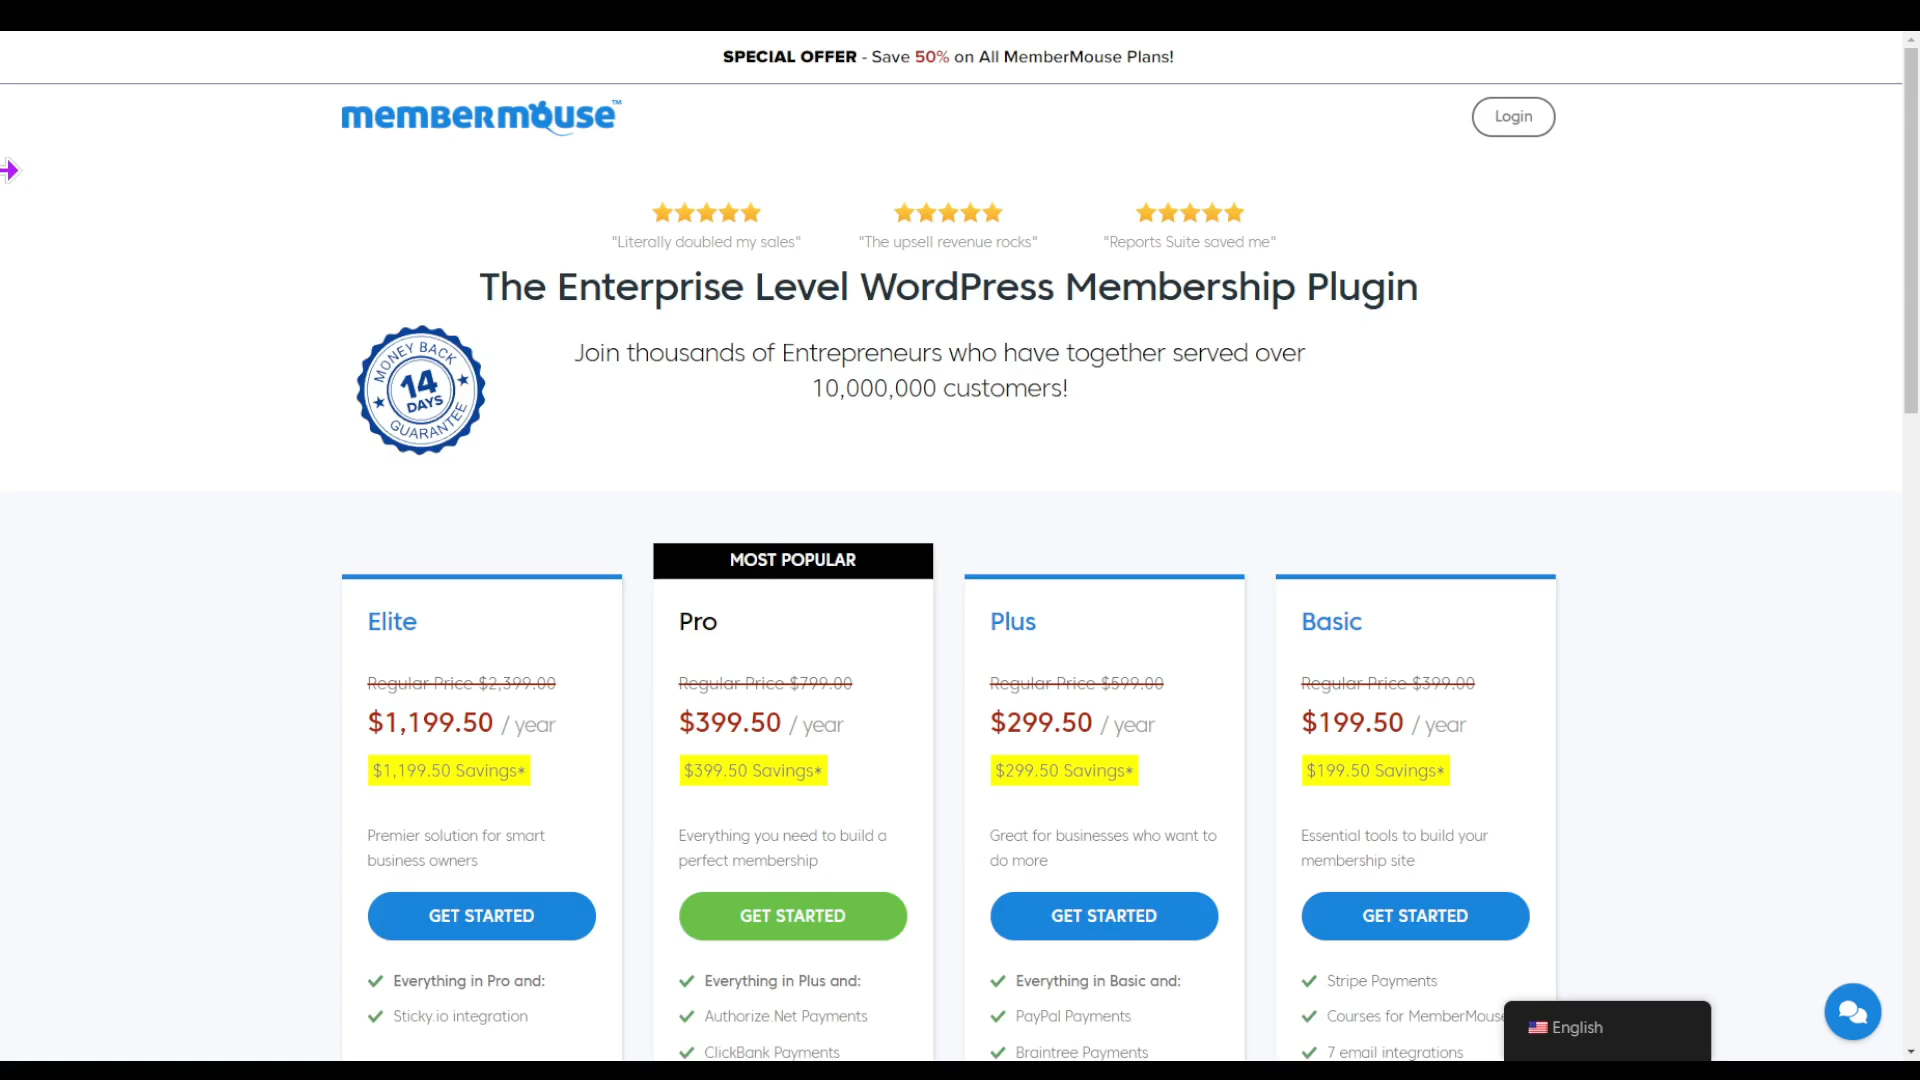 SPECIAL OFFER - Save 50% on All MemberMouse Plans!
memBermouse™
Login
"Literally doubled my sales"
"The upsell revenue rocks"
"Reports Suite saved me"
The Enterprise Level WordPress Membership Plugin
MONEY BACK
14
DAYS
GUARANTEE
Join thousands of Entrepreneurs who have together served over
10,000,000 customers!
MOST POPULAR
Elite
Regular Price $2,399.00
$1,199.50 / year
$1,199.50 Savings*
Premier solution for smart
business owners
GET STARTED
Everything in Pro and:
Sticky.io integration
Pro
Regular Price $799.00
$399.50 / year
$399.50 Savings*
Everything you need to build a
perfect membership
GET STARTED
Everything in Plus and:
Authorize.Net Payments
ClickBank Payments
Plus
Regular Price $599.00
$299.50 / year
$299.50 Savings*
Great for businesses who want to
do more
GET STARTED
Everything in Basic and:
PayPal Payments
Braintree Payments
Basic
Regular Price $399.00
$199.50 / year
$199.50 Savings*
Essential tools to build your
membership site
GET STARTED
Stripe Payments
Courses for MemberMouse
7 email integrations
English